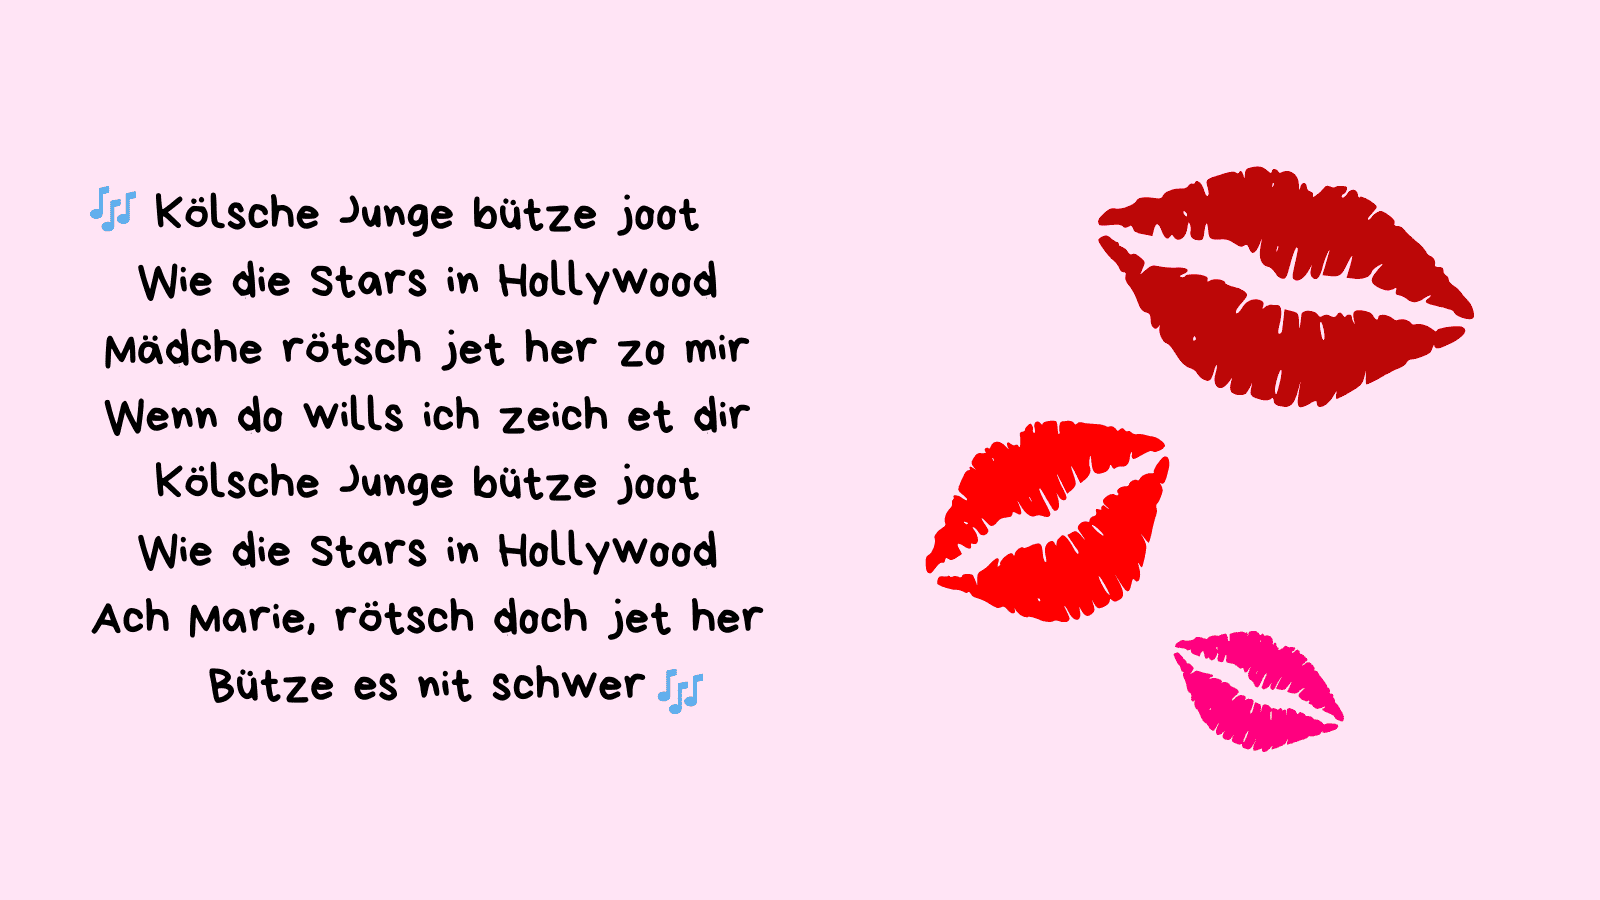 🎶 Kölsche Junge bütze joot
Wie die Stars in Hollywood
Mädche rötsch jet her zo mir
Wenn do wills ich zeich et dir
Kölsche Junge bütze joot
Wie die Stars in Hollywood
Ach Marie, rötsch doch jet her
Bütze es nit schwer 🎶